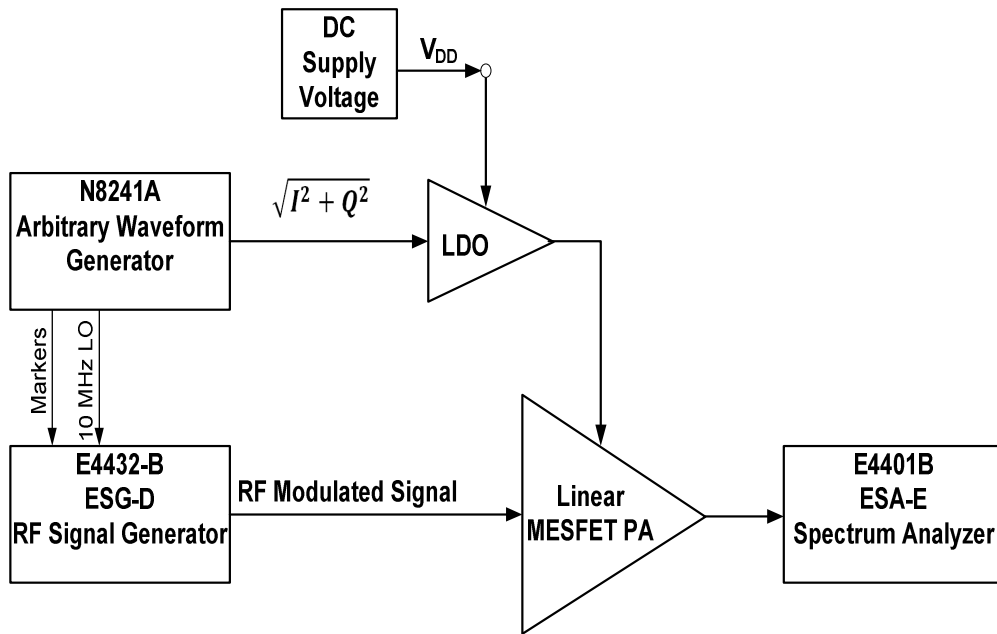 DC
Supply
Voltage
VDD
N8241A
Arbitrary Waveform
Generator
√I² + Q²
LDO
Markers
10 MHz LO
E4432-B
ESG-D
RF Signal Generator
RF Modulated Signal
Linear
MESFET PA
E4401B
ESA-E
Spectrum Analyzer